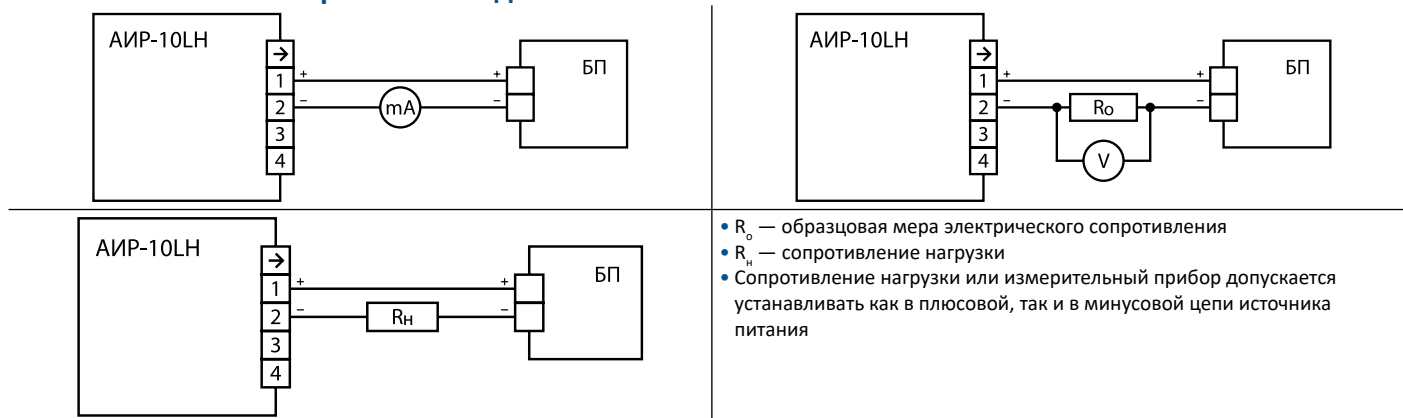 АИР-10LH
→
1
+
+
БП
2
–
mA
–
3
4
АИР-10LH
→
1
+
+
БП
2
–
Rо
–
3
4
V
АИР-10LH
→
1
+
+
БП
2
–
Rн
–
3
4
• Rо — образцовая мера электрического сопротивления
• Rн — сопротивление нагрузки
• Сопротивление нагрузки или измерительный прибор допускается
устанавливать как в плюсовой, так и в минусовой цепи источника
питания